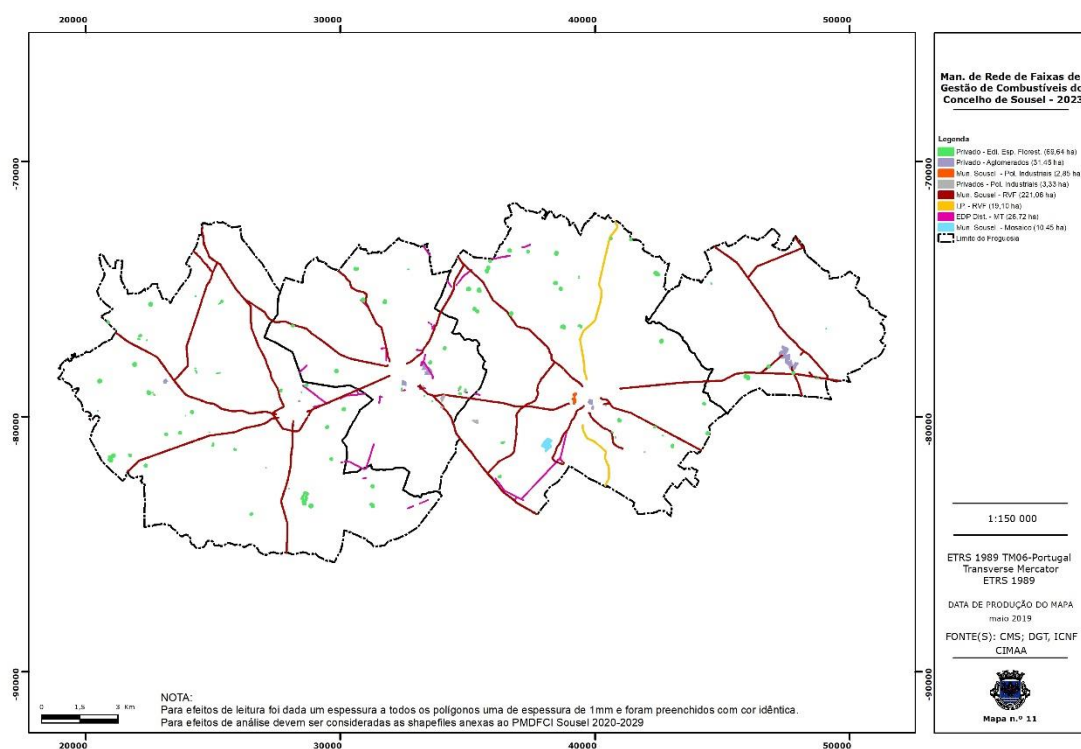 20000 30000 40000 50000
-70000 -70000
-80000 -80000
-90000 -90000
20000 30000 40000 50000
0 1,5 3 Km
NOTA:
Para efeitos de leitura foi dada um espessura a todos os polígonos uma de espessura de 1mm e foram preenchidos com cor idêntica.
Para efeitos de análise devem ser consideradas as shapefiles anexas ao PMDFCI Sousel 2020-2029
Man. de Rede de Faixas de
Gestão de Combustíveis do
Concelho de Sousel - 2023
Legenda
Privado - Edi. Esp. Florest. (69,64 ha)
Privado - Aglomerados (31,45 ha)
Mun. Sousel - Pol. Industriais (2,85 ha)
Privados - Pol. Industriais (3,33 ha)
Mun. Sousel - RVF (221,06 ha)
I.P - RVF (19,10 ha)
EDP Dist. - MT (26,72 ha)
Mun. Sousel - Mosaico (10,45 ha)
Limite de Freguesia
1:150 000
ETRS 1989 TM06-Portugal
Transverse Mercator
ETRS 1989
DATA DE PRODUÇÃO DO MAPA
maio 2019
FONTE(S): CMS; DGT, ICNF
CIMAA
Mapa n.º 11